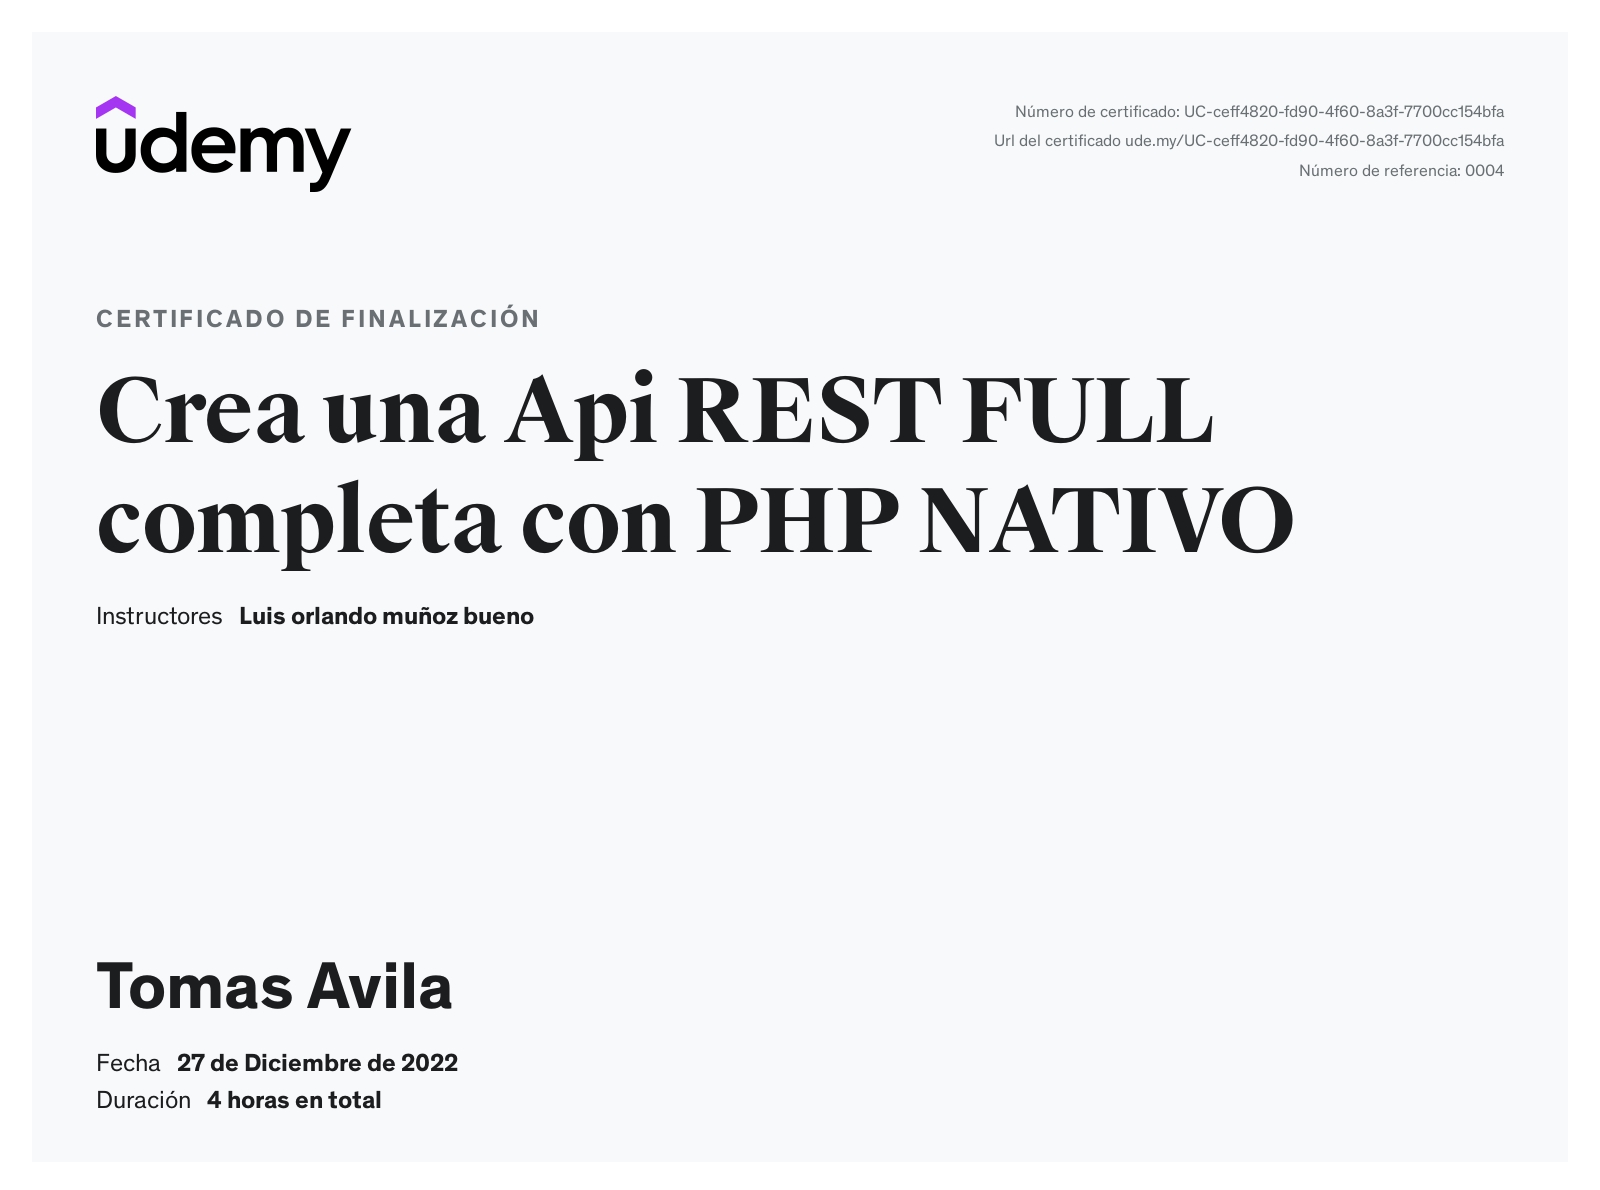 udemy
Número de certificado: UC-ceff4820-fd90-4f60-8a3f-7700cc154bfa
Url del certificado ude.my/UC-ceff4820-fd90-4f60-8a3f-7700cc154bfa
Número de referencia: 0004
CERTIFICADO DE FINALIZACIÓN
Crea una Api REST FULL
completa con PHP NATIVO
Instructores Luis orlando muñoz bueno
Tomas Avila
Fecha 27 de Diciembre de 2022
Duración 4 horas en total